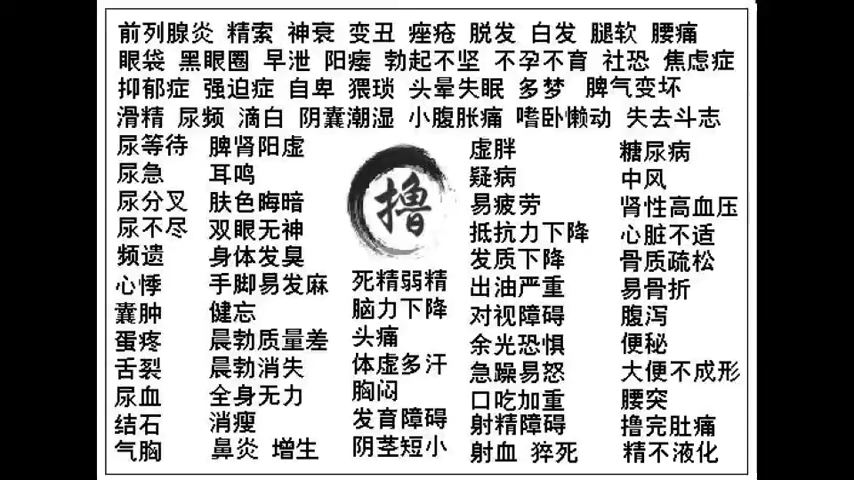 前列腺炎 精索 神衰 变丑 痤疮 脱发 白发 腿软 腰痛
眼袋 黑眼圈 早泄 阳痿 勃起不坚 不孕不育 社恐 焦虑症
抑郁症 强迫症 自卑 猥琐 头晕失眠 多梦 脾气变坏
滑精 尿频 滴白 阴囊潮湿 小腹胀痛 嗜卧懒动 失去斗志
尿等待
尿急
尿分叉
尿不尽
频遗
心悸
囊肿
蛋疼
舌裂
尿血
结石
气胸
脾肾阳虚
耳鸣
肤色晦暗
双眼无神
身体发臭
手脚易发麻
健忘
晨勃质量差
晨勃消失
全身无力
消瘦
鼻炎 增生
撸
死精弱精
脑力下降
头痛
体虚多汗
胸闷
发育障碍
阴茎短小
虚胖
疑病
易疲劳
抵抗力下降
发质下降
出油严重
对视障碍
余光恐惧
急躁易怒
口吃加重
射精障碍
射血 猝死
糖尿病
中风
肾性高血压
心脏不适
骨质疏松
易骨折
腹泻
便秘
大便不成形
腰突
撸完肚痛
精不液化